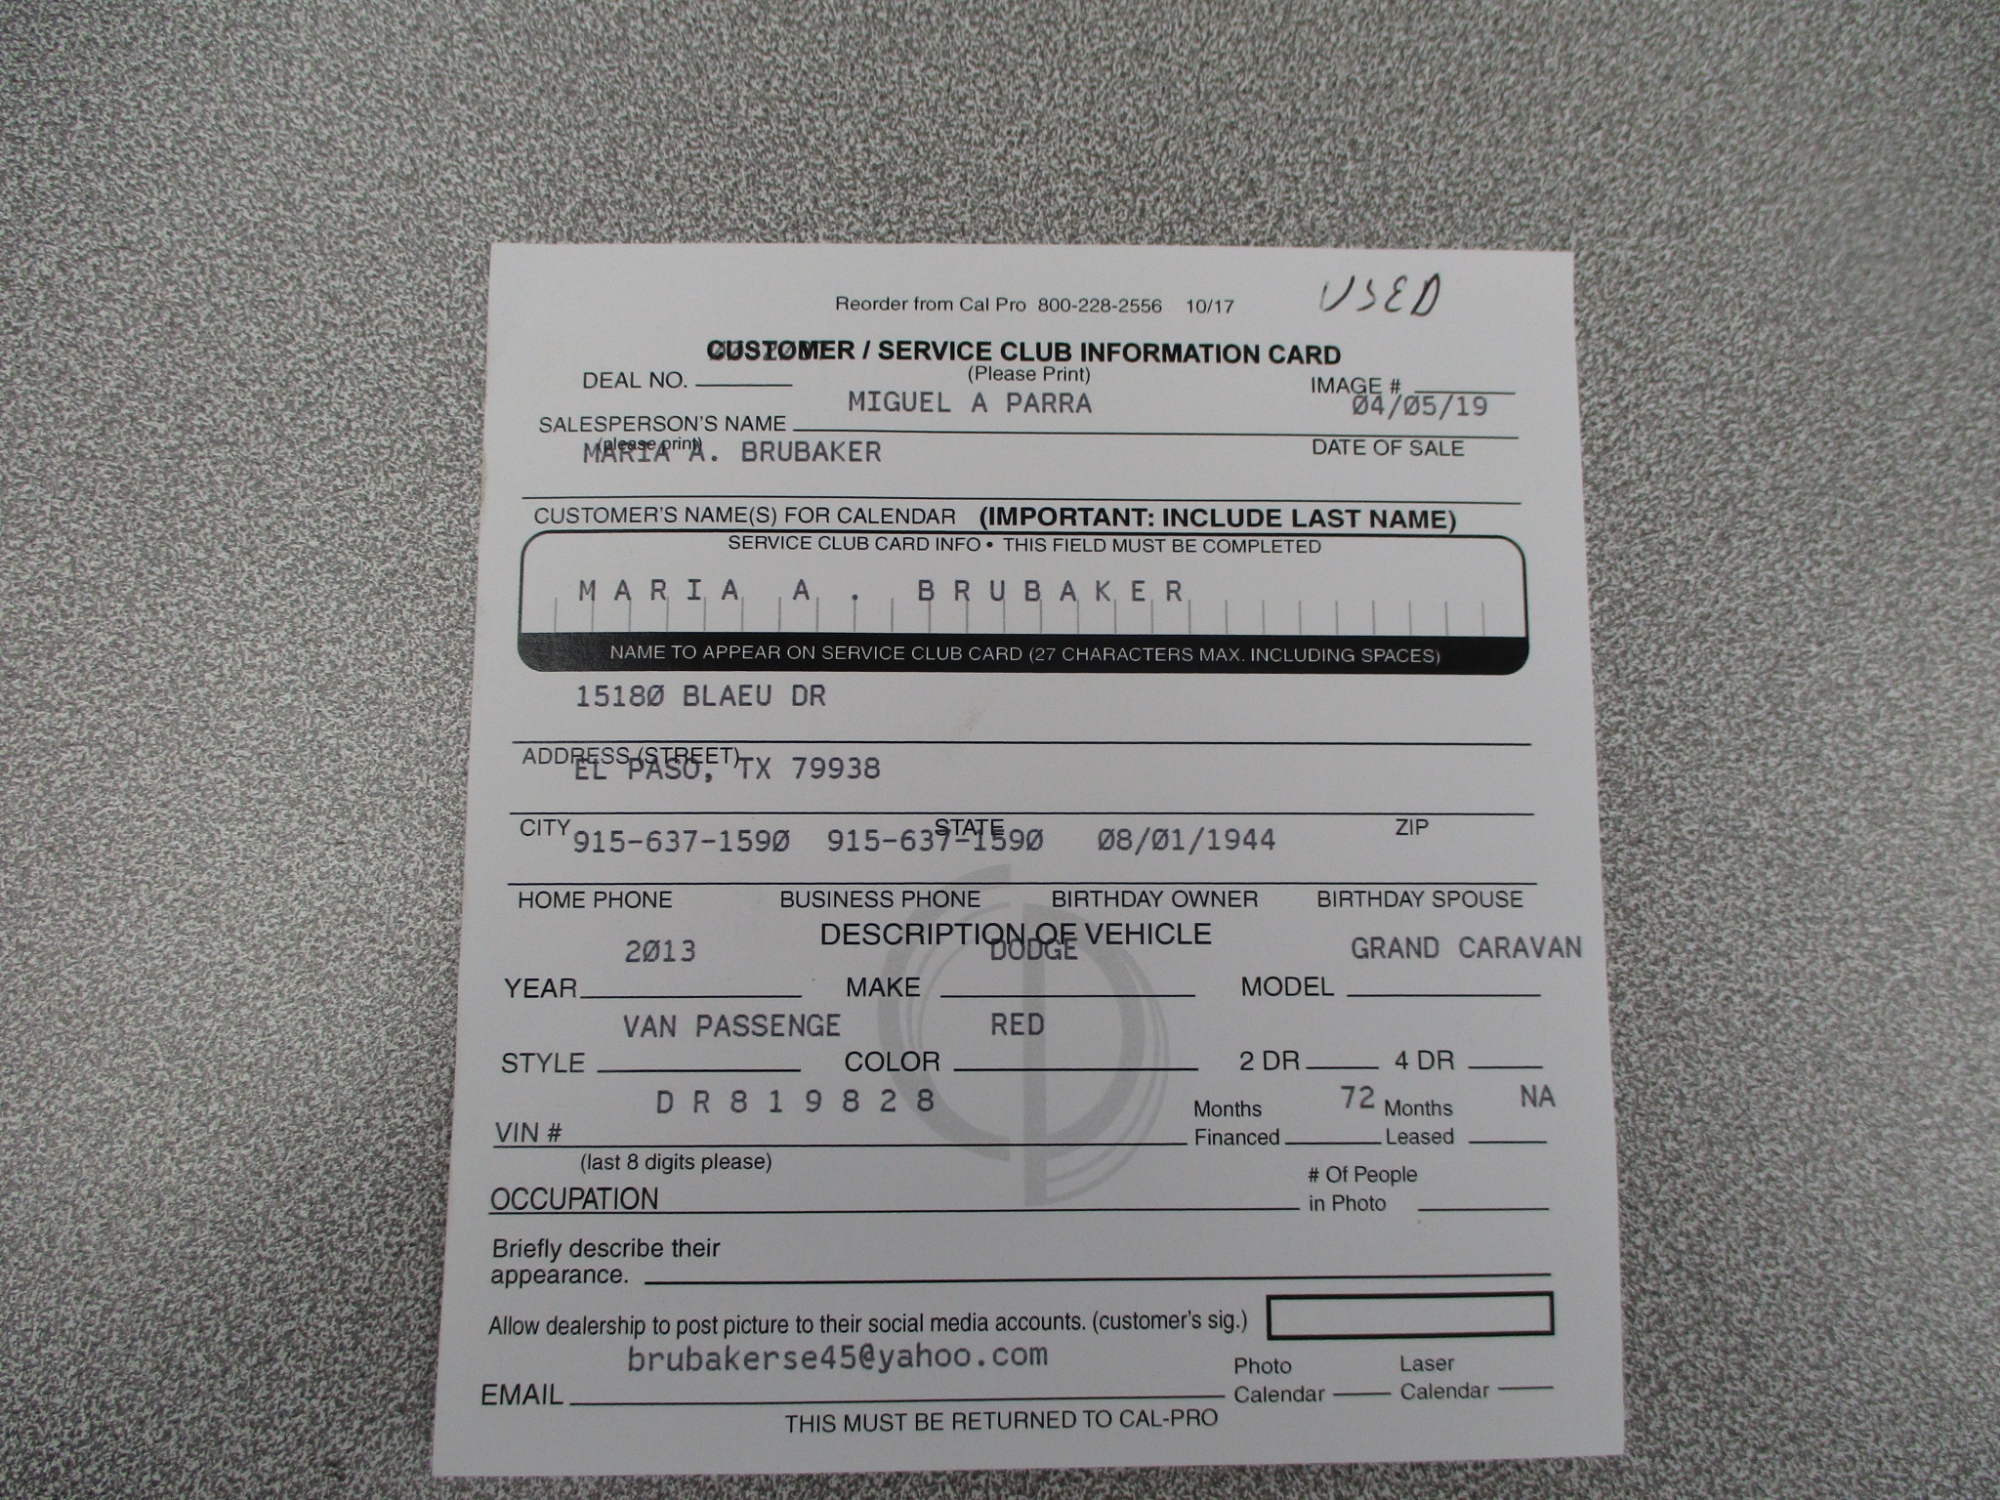 Reorder from Cal Pro 800-228-2556 10/17
USED
CUSTOMER / SERVICE CLUB INFORMATION CARD
(Please Print)
DEAL NO.
IMAGE #
MIGUEL A PARRA
04/05/19
SALESPERSON'S NAME
(please print)
DATE OF SALE
MARIA A. BRUBAKER
CUSTOMER'S NAME(S) FOR CALENDAR (IMPORTANT: INCLUDE LAST NAME)
SERVICE CLUB CARD INFO • THIS FIELD MUST BE COMPLETED
MARIA A. BRUBAKER
NAME TO APPEAR ON SERVICE CLUB CARD (27 CHARACTERS MAX. INCLUDING SPACES)
15180 BLAEU DR
ADDRESS (STREET)
EL PASO, TX 79938
CITY STATE ZIP
915-637-1590 915-637-1590 08/01/1944
HOME PHONE BUSINESS PHONE BIRTHDAY OWNER BIRTHDAY SPOUSE
DESCRIPTION OF VEHICLE
2013 DODGE GRAND CARAVAN
YEAR MAKE MODEL
VAN PASSENGE RED
STYLE COLOR 2 DR 4 DR
DR819828 72 NA
VIN # Months Financed Months Leased
(last 8 digits please)
OCCUPATION # Of People in Photo
Briefly describe their
appearance.
Allow dealership to post picture to their social media accounts. (customer's sig.)
brubakerse45@yahoo.com
EMAIL Photo Calendar Laser Calendar
THIS MUST BE RETURNED TO CAL-PRO